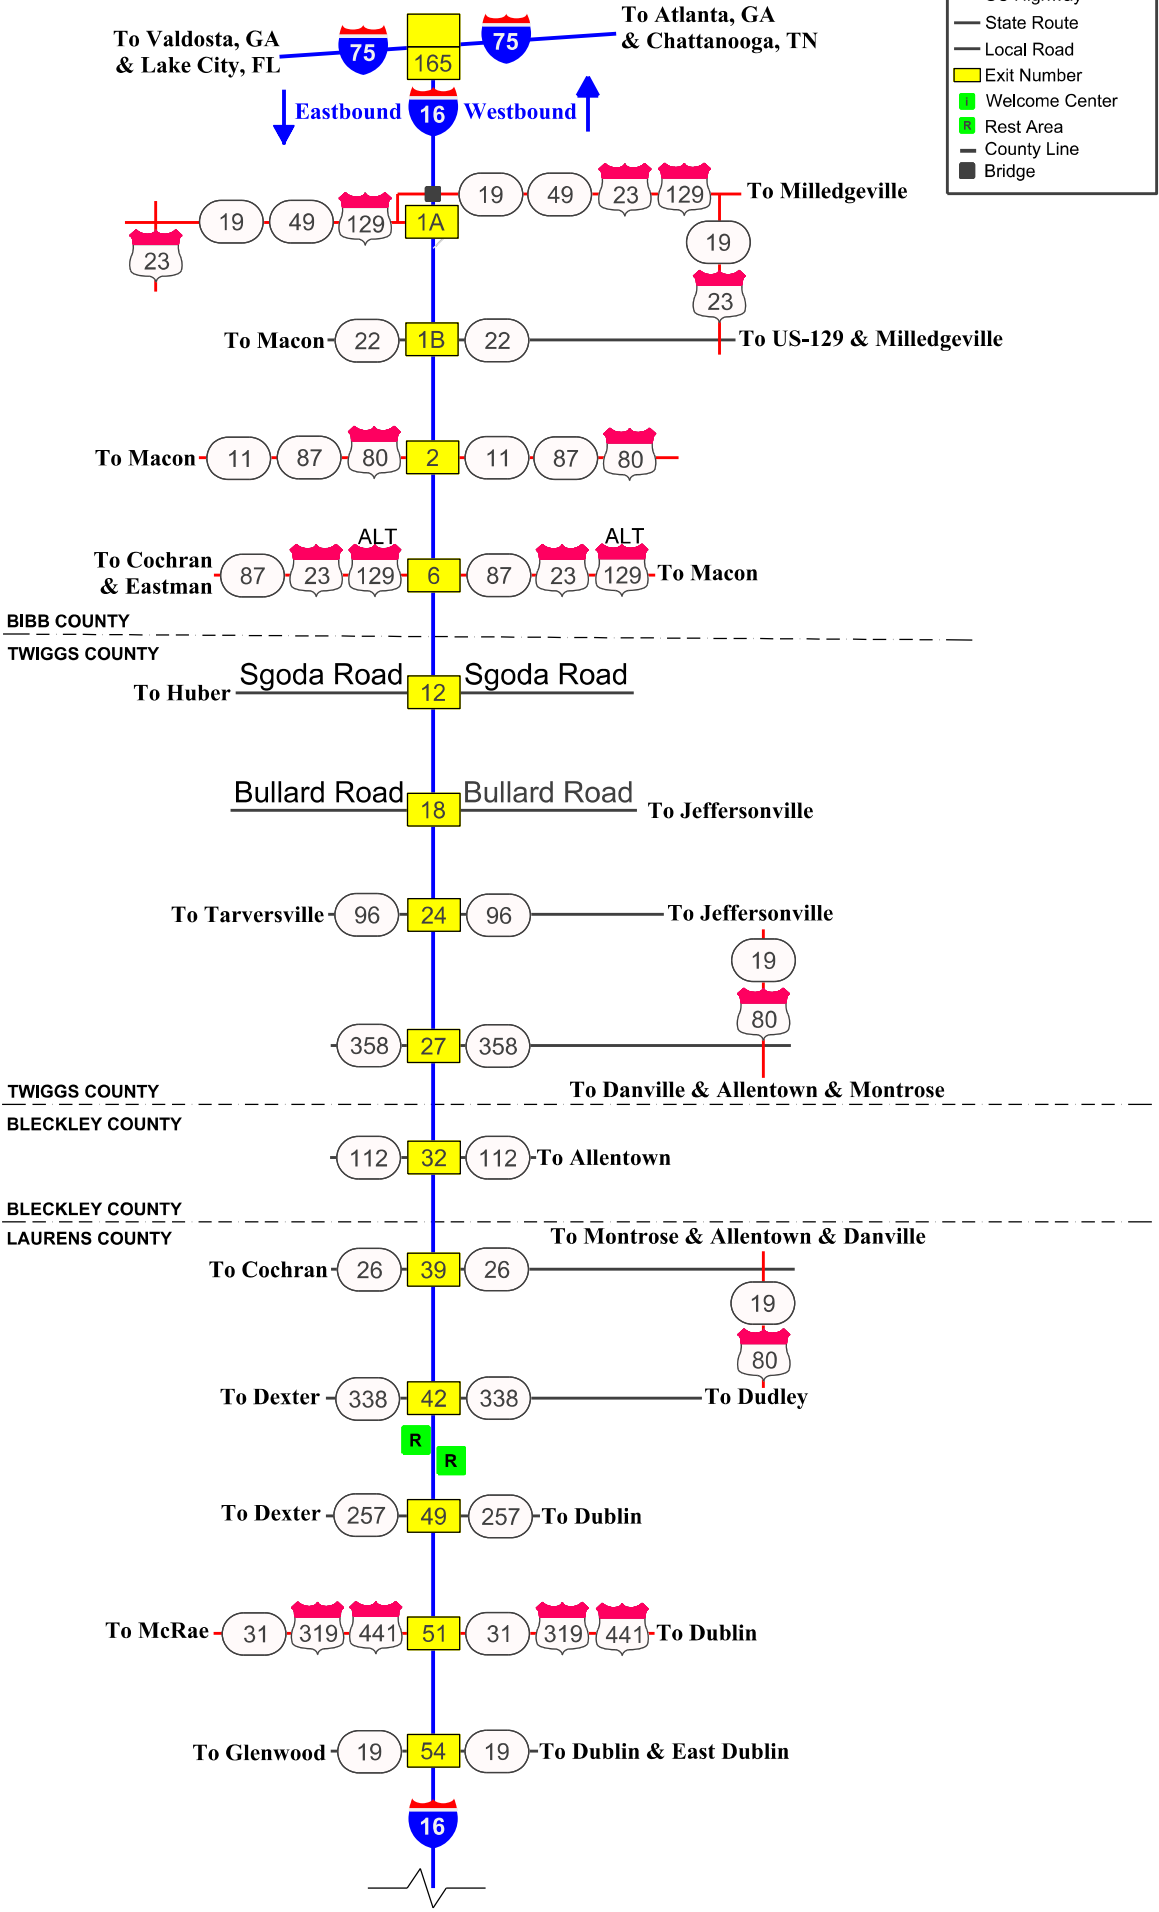 To Valdosta, GA
& Lake City, FL
75
165
75
To Atlanta, GA
& Chattanooga, TN
State Route
Local Road
Exit Number
i Welcome Center
R Rest Area
County Line
Bridge
Eastbound 16 Westbound
19 49 23 129 To Milledgeville
19 49 129 1A
23
19
23
To Macon 22 1B 22 To US-129 & Milledgeville
To Macon 11 87 80 2 11 87 80
ALT ALT
To Cochran
& Eastman
87 23 129 6 87 23 129 To Macon
BIBB COUNTY
TWIGGS COUNTY
Sgoda Road Sgoda Road
To Huber 12
Bullard Road Bullard Road
18 To Jeffersonville
To Tarversville 96 24 96 To Jeffersonville
19
80
358 27 358
To Danville & Allentown & Montrose
TWIGGS COUNTY
BLECKLEY COUNTY
112 32 112 To Allentown
BLECKLEY COUNTY
LAURENS COUNTY
To Montrose & Allentown & Danville
To Cochran 26 39 26
19
80
To Dexter 338 42 338 To Dudley
R
R
To Dexter 257 49 257 To Dublin
To McRae 31 319 441 51 31 319 441 To Dublin
To Glenwood 19 54 19 To Dublin & East Dublin
16